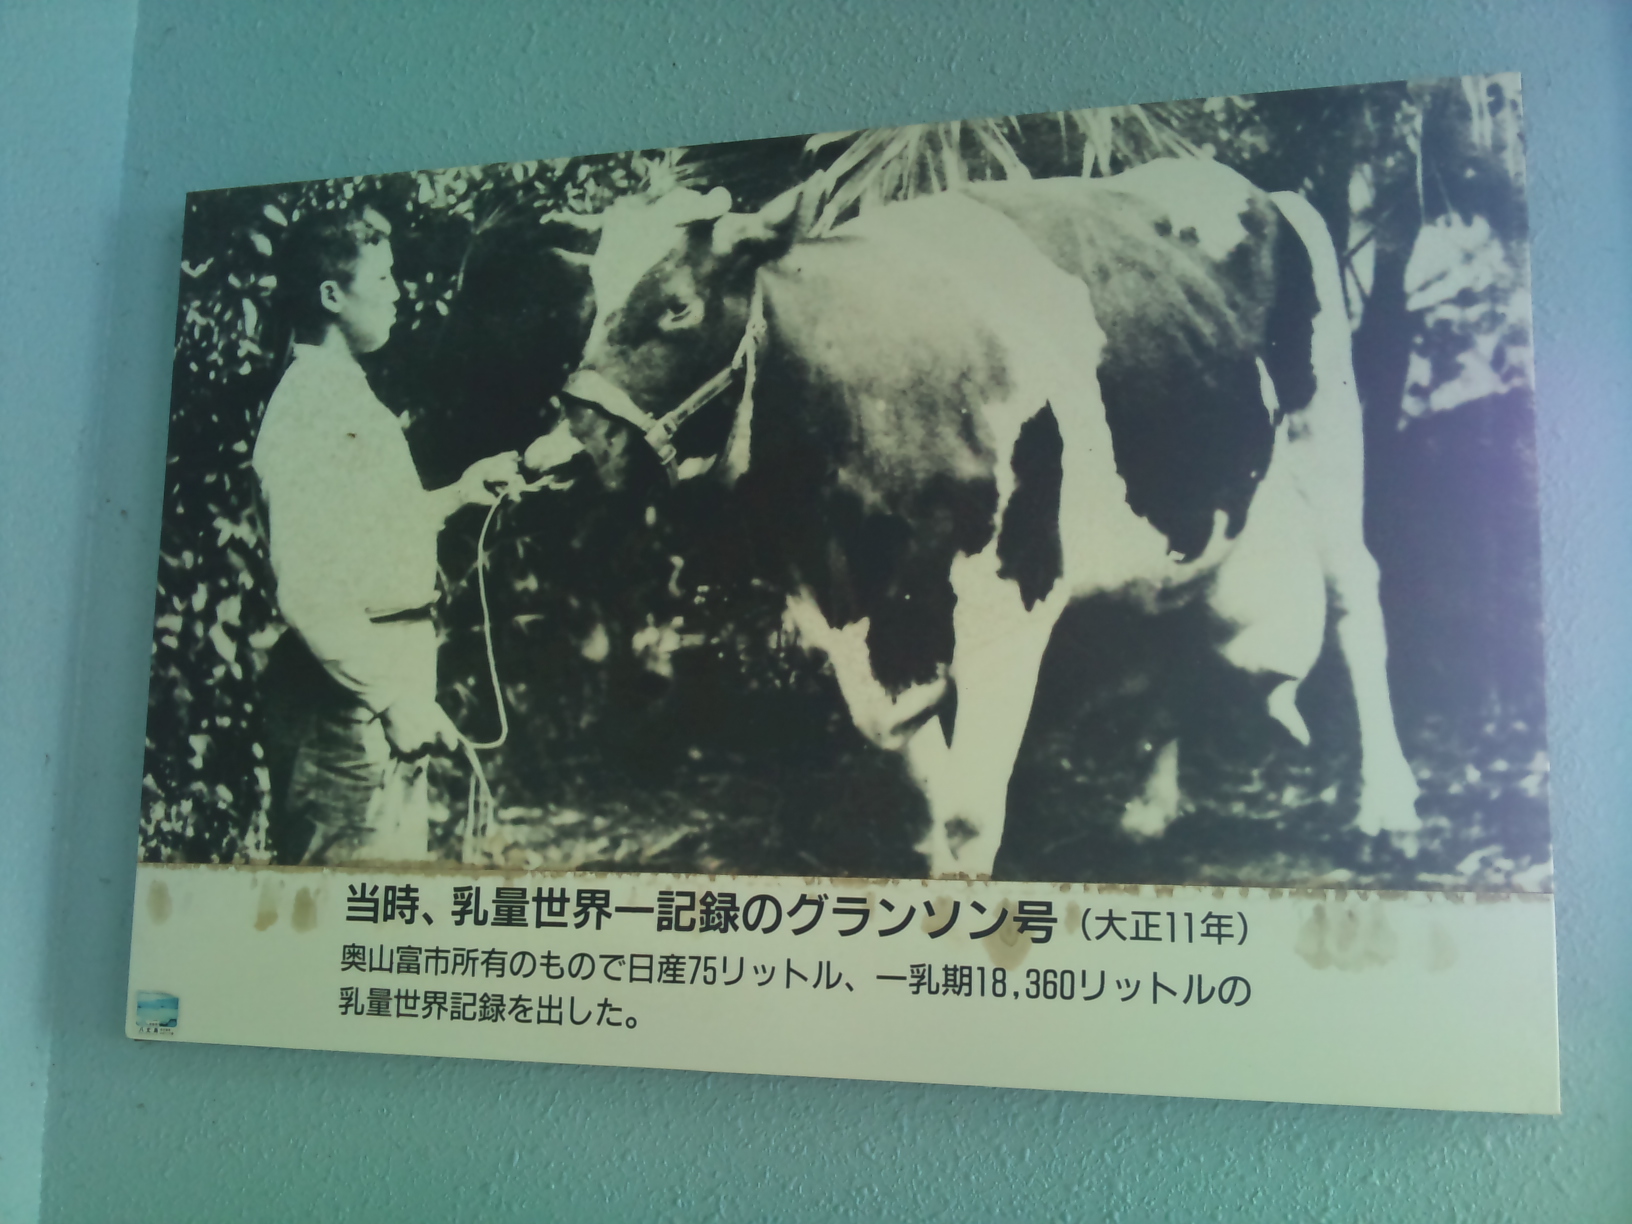 当時、乳量世界一記録のグランソン号（大正11年）
奥山富市所有のもので日産75リットル、一乳期18,360リットルの
乳量世界記録を出した。
八丈島